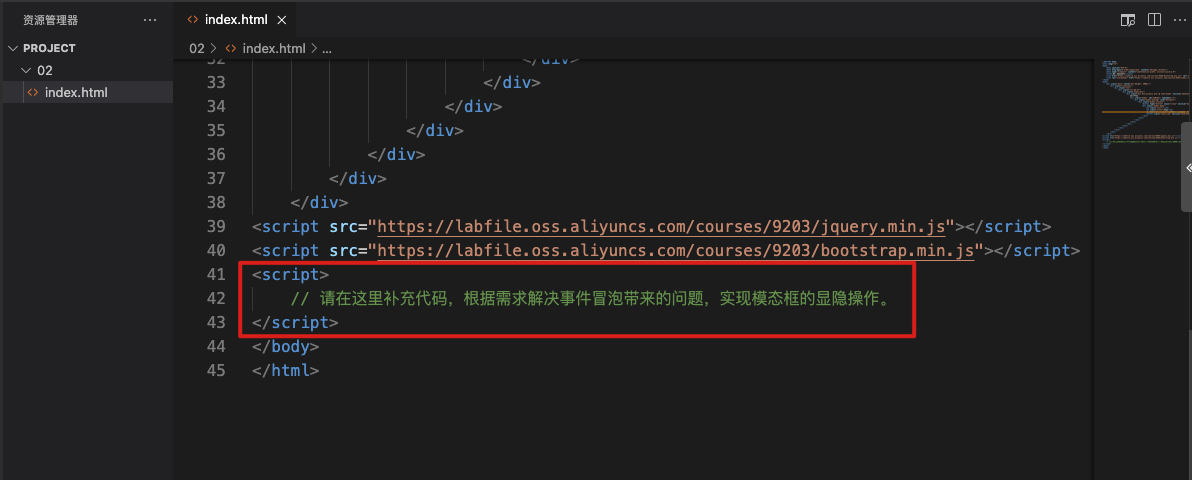 资源管理器 ···
PROJECT
02
<> index.html
<> index.html ×
···
02 > <> index.html > ...
32 </div>
33 </div>
34 </div>
35 </div>
36 </div>
37 </div>
38 </div>
39 <script src="https://labfile.oss.aliyuncs.com/courses/9203/jquery.min.js"></script>
40 <script src="https://labfile.oss.aliyuncs.com/courses/9203/bootstrap.min.js"></script>
41 <script>
42 // 请在这里补充代码，根据需求解决事件冒泡带来的问题，实现模态框的显隐操作。
43 </script>
44 </body>
45 </html>